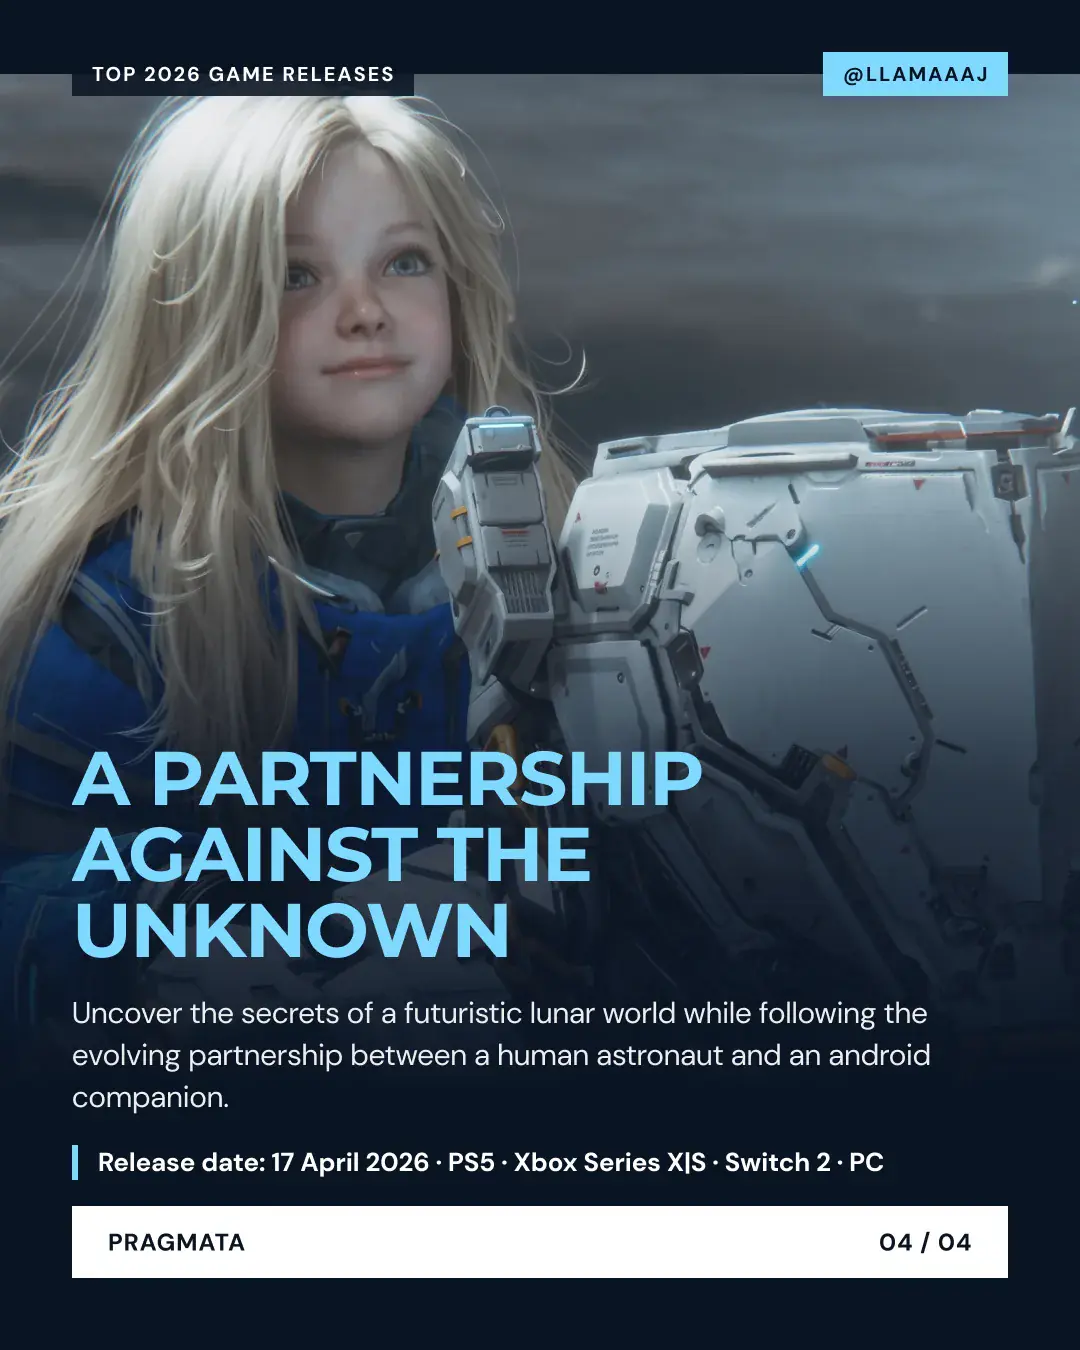 TOP 2026 GAME RELEASES
@LLAMAAAJ
A PARTNERSHIP
AGAINST THE
UNKNOWN
Uncover the secrets of a futuristic lunar world while following the
evolving partnership between a human astronaut and an android
companion.
Release date: 17 April 2026 · PS5 · Xbox Series X|S · Switch 2 · PC
PRAGMATA
04 / 04